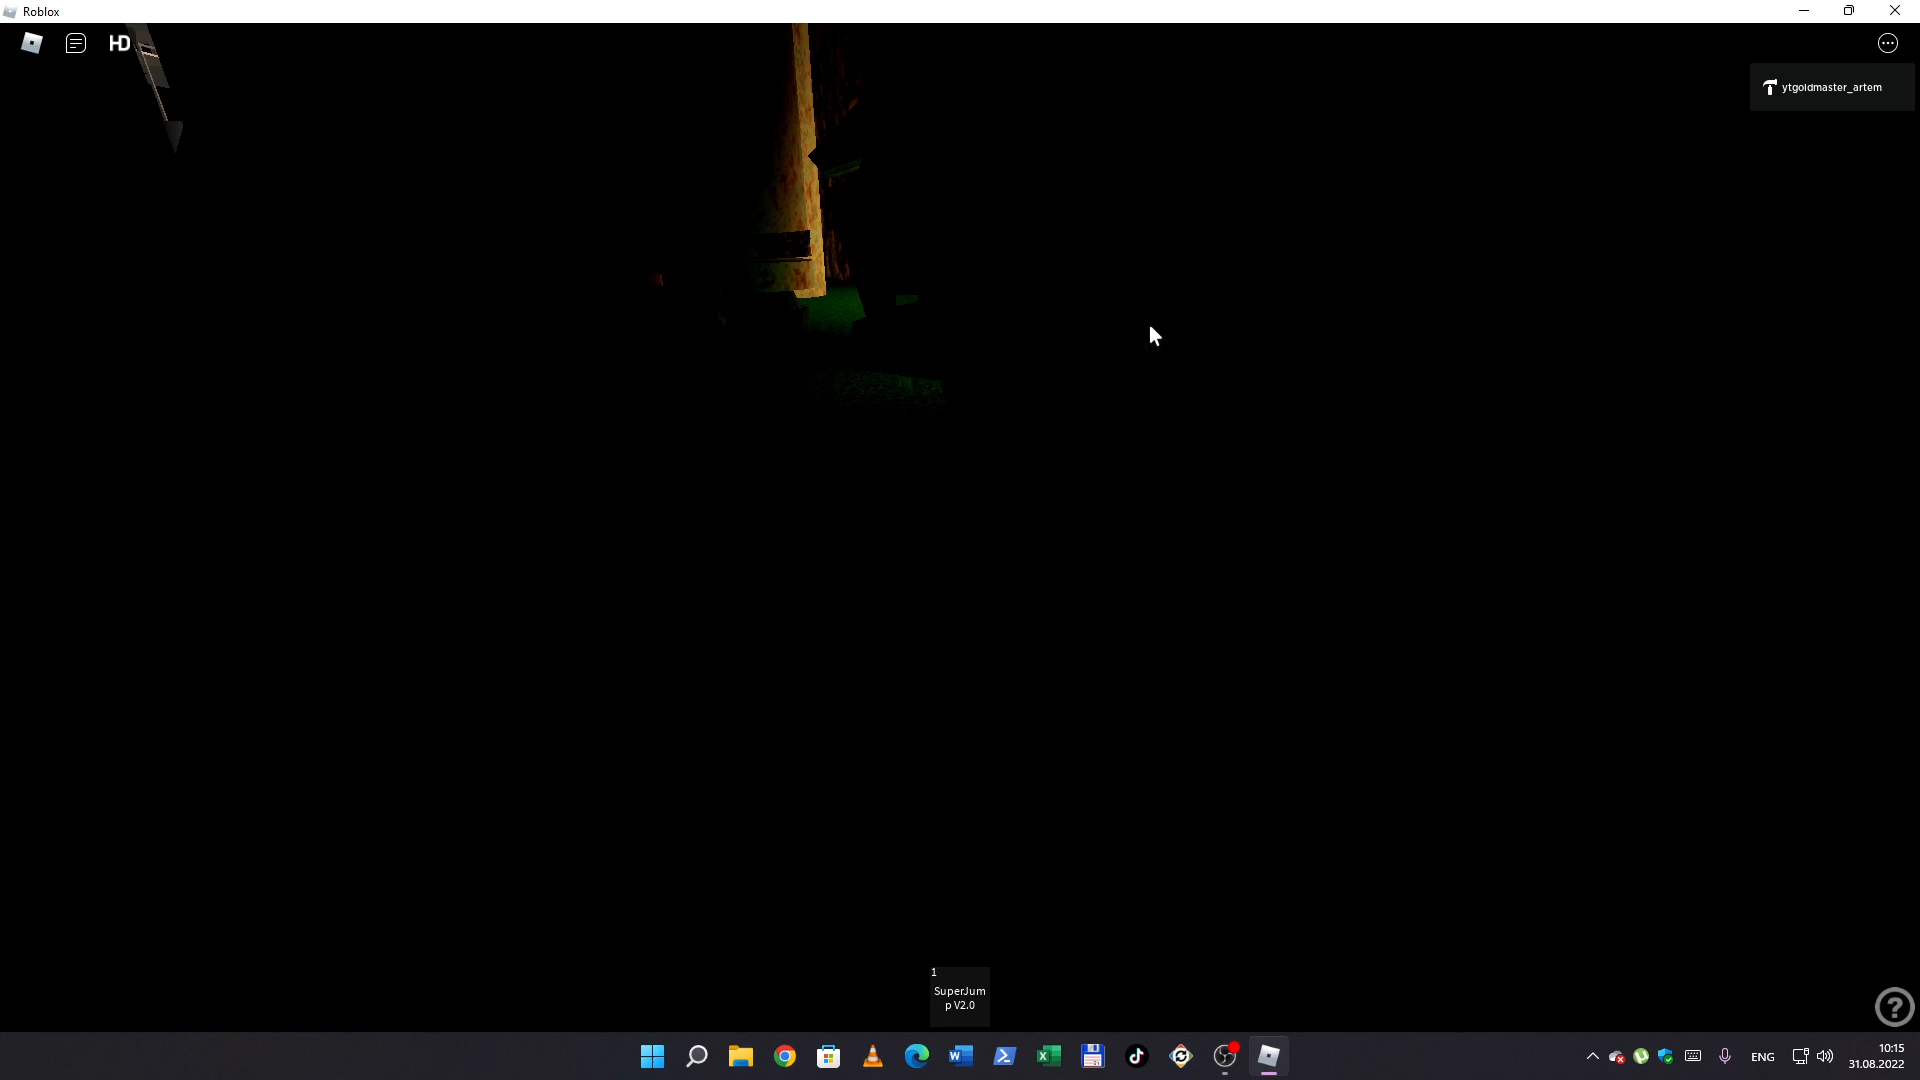 Roblox
HD
ytgoldmaster_artem
1
SuperJum
p V2.0
ENG
10:15
31.08.2022